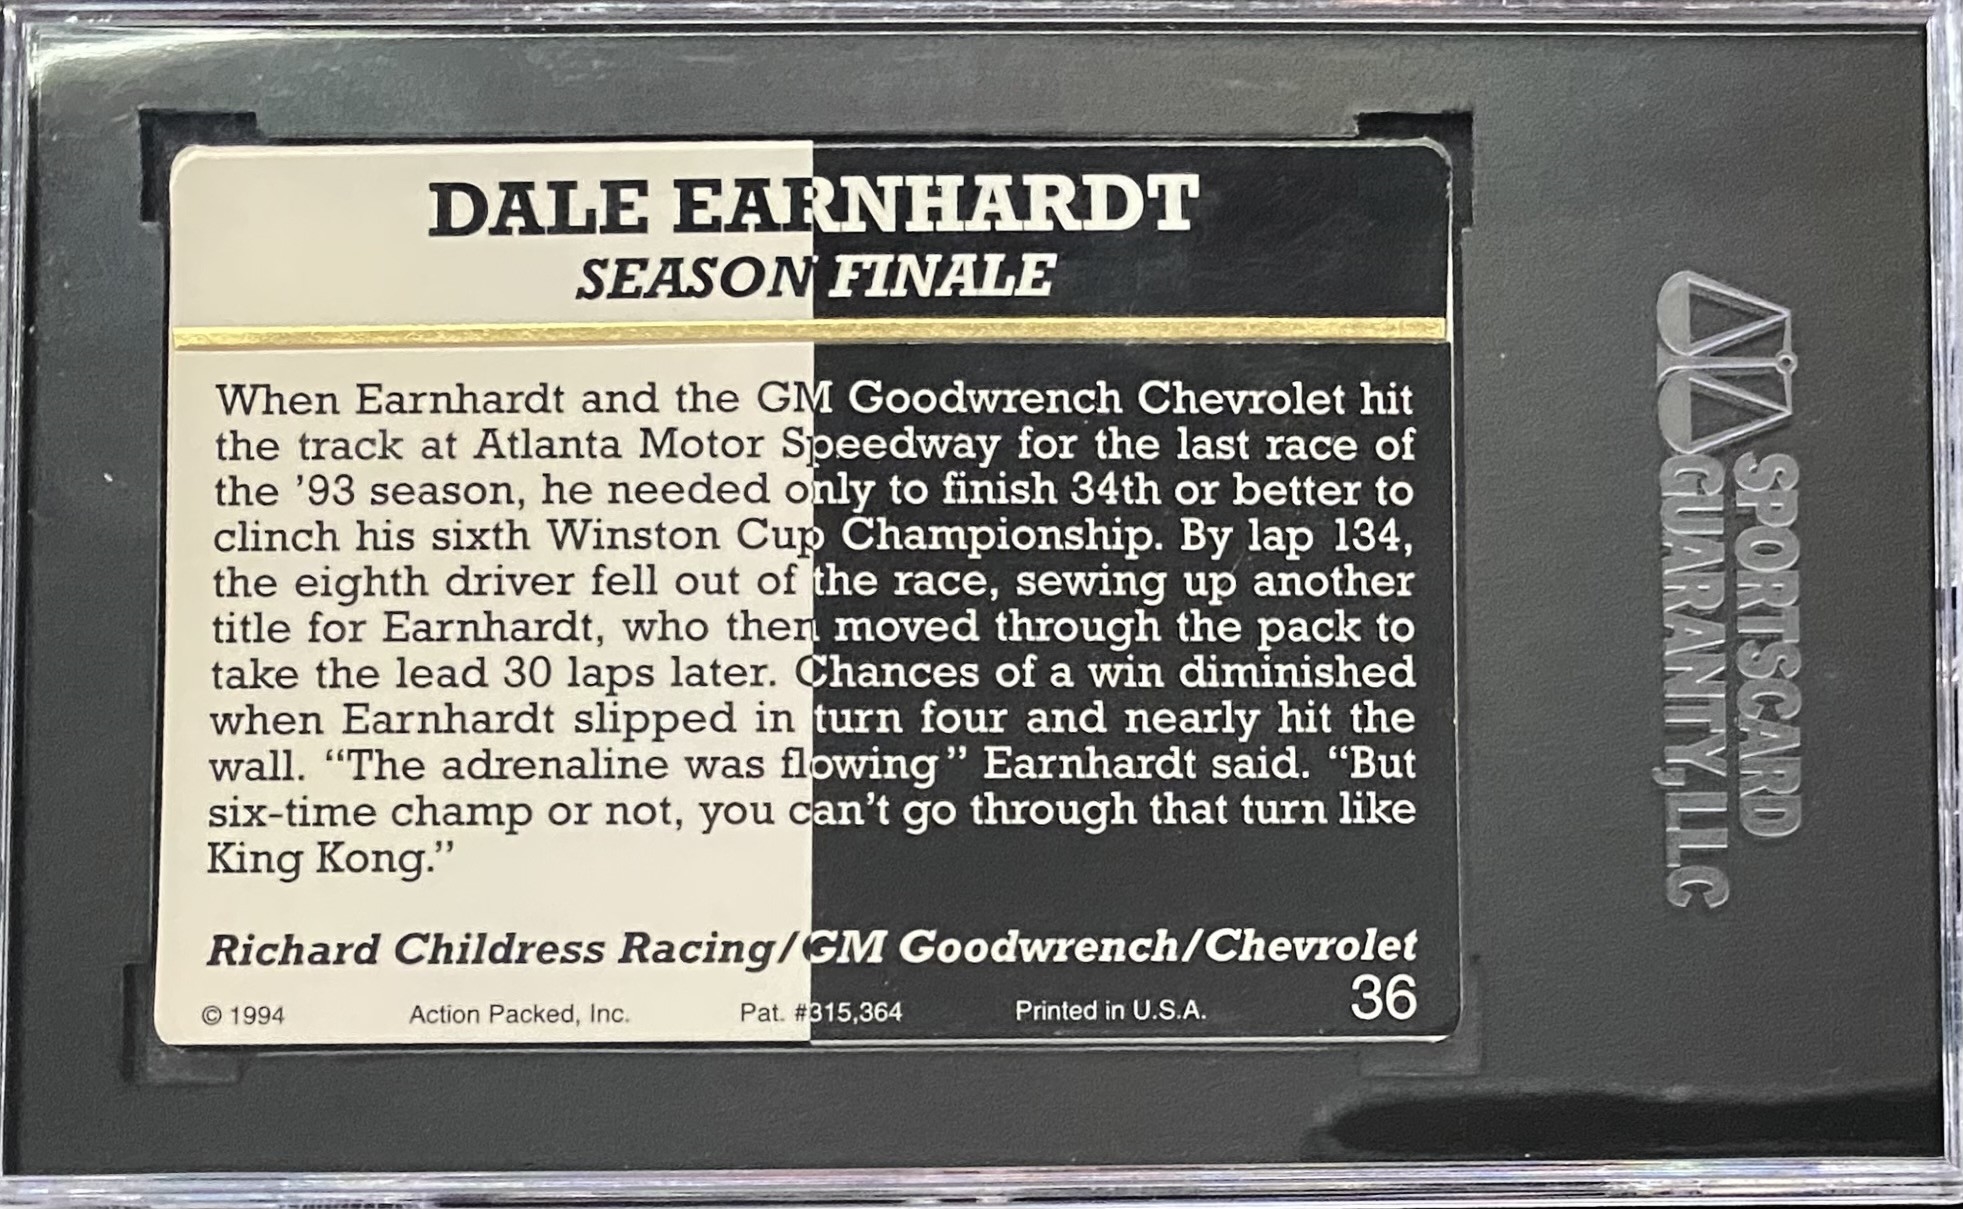 DALE EARNHARDT
SEASON FINALE
When Earnhardt and the GM Goodwrench Chevrolet hit
the track at Atlanta Motor Speedway for the last race of
the ’93 season, he needed only to finish 34th or better to
clinch his sixth Winston Cup Championship. By lap 134,
the eighth driver fell out of the race, sewing up another
title for Earnhardt, who then moved through the pack to
take the lead 30 laps later. Chances of a win diminished
when Earnhardt slipped in turn four and nearly hit the
wall. “The adrenaline was flowing” Earnhardt said. “But
six-time champ or not, you can’t go through that turn like
King Kong.”
Richard Childress Racing/GM Goodwrench/Chevrolet
36
© 1994 Action Packed, Inc. Pat. #315,364 Printed in U.S.A.
SPORTSCARD
GUARANTY, LLC